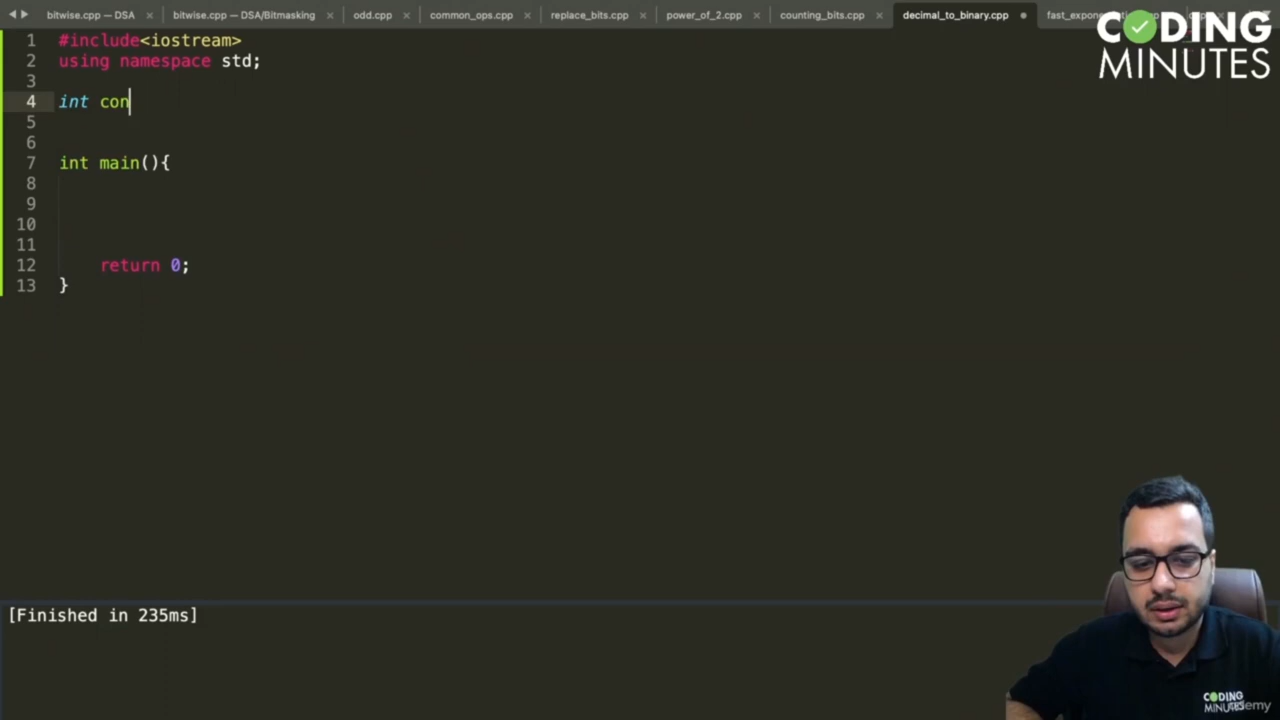 bitwise.cpp — DSA
bitwise.cpp — DSA/Bitmasking
odd.cpp
common_ops.cpp
replace_bits.cpp
power_of_2.cpp
counting_bits.cpp
decimal_to_binary.cpp
CODING
MINUTES
1 #include<iostream>
2 using namespace std;
3
4 int con
5
6
7 int main(){
8
9
10
11
12 return 0;
13 }
[Finished in 235ms]
CODING
MINUTES